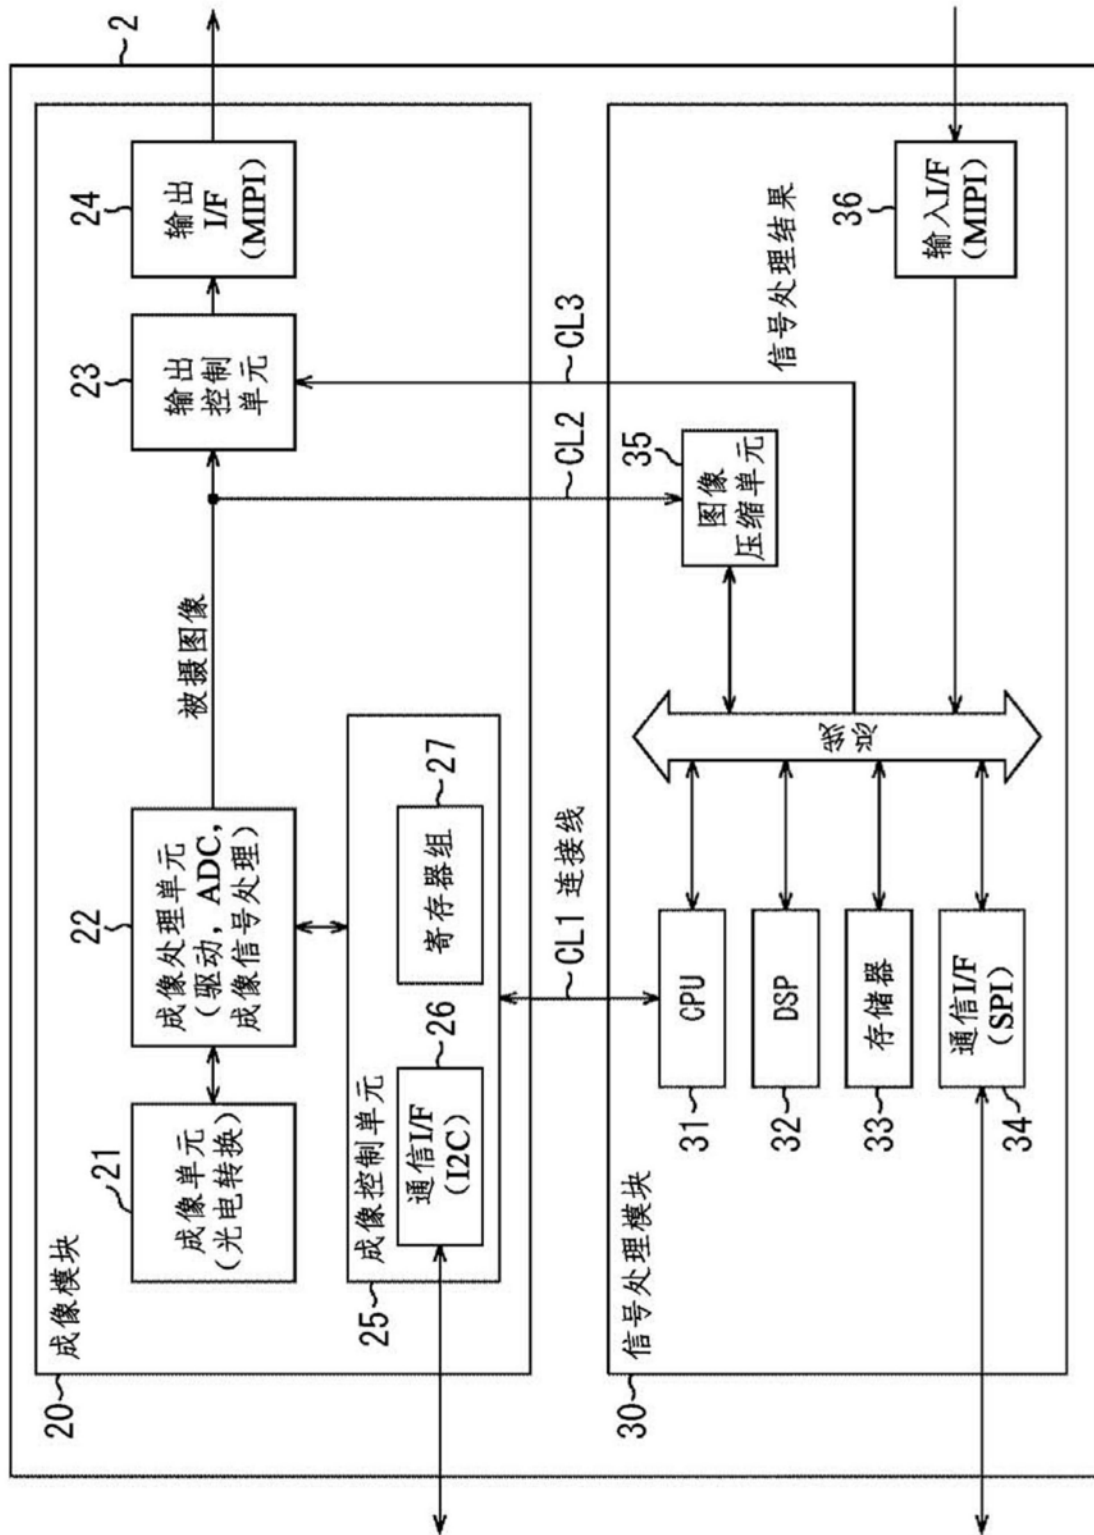 2
20
成像模块
21
成像单元
(光电转换)
22
成像处理单元
(驱动, ADC,
成像信号处理)
被摄图像
23
输出
控制
单元
24
输出
I/F
(MIPI)
25
成像控制单元
26
通信I/F
(I2C)
27
寄存器组
CL1 连接线
CL2
CL3
30
信号处理模块
31
CPU
32
DSP
33
存储器
34
通信I/F
(SPI)
35
图像
压缩单元
信号处理结果
36
输入I/F
(MIPI)